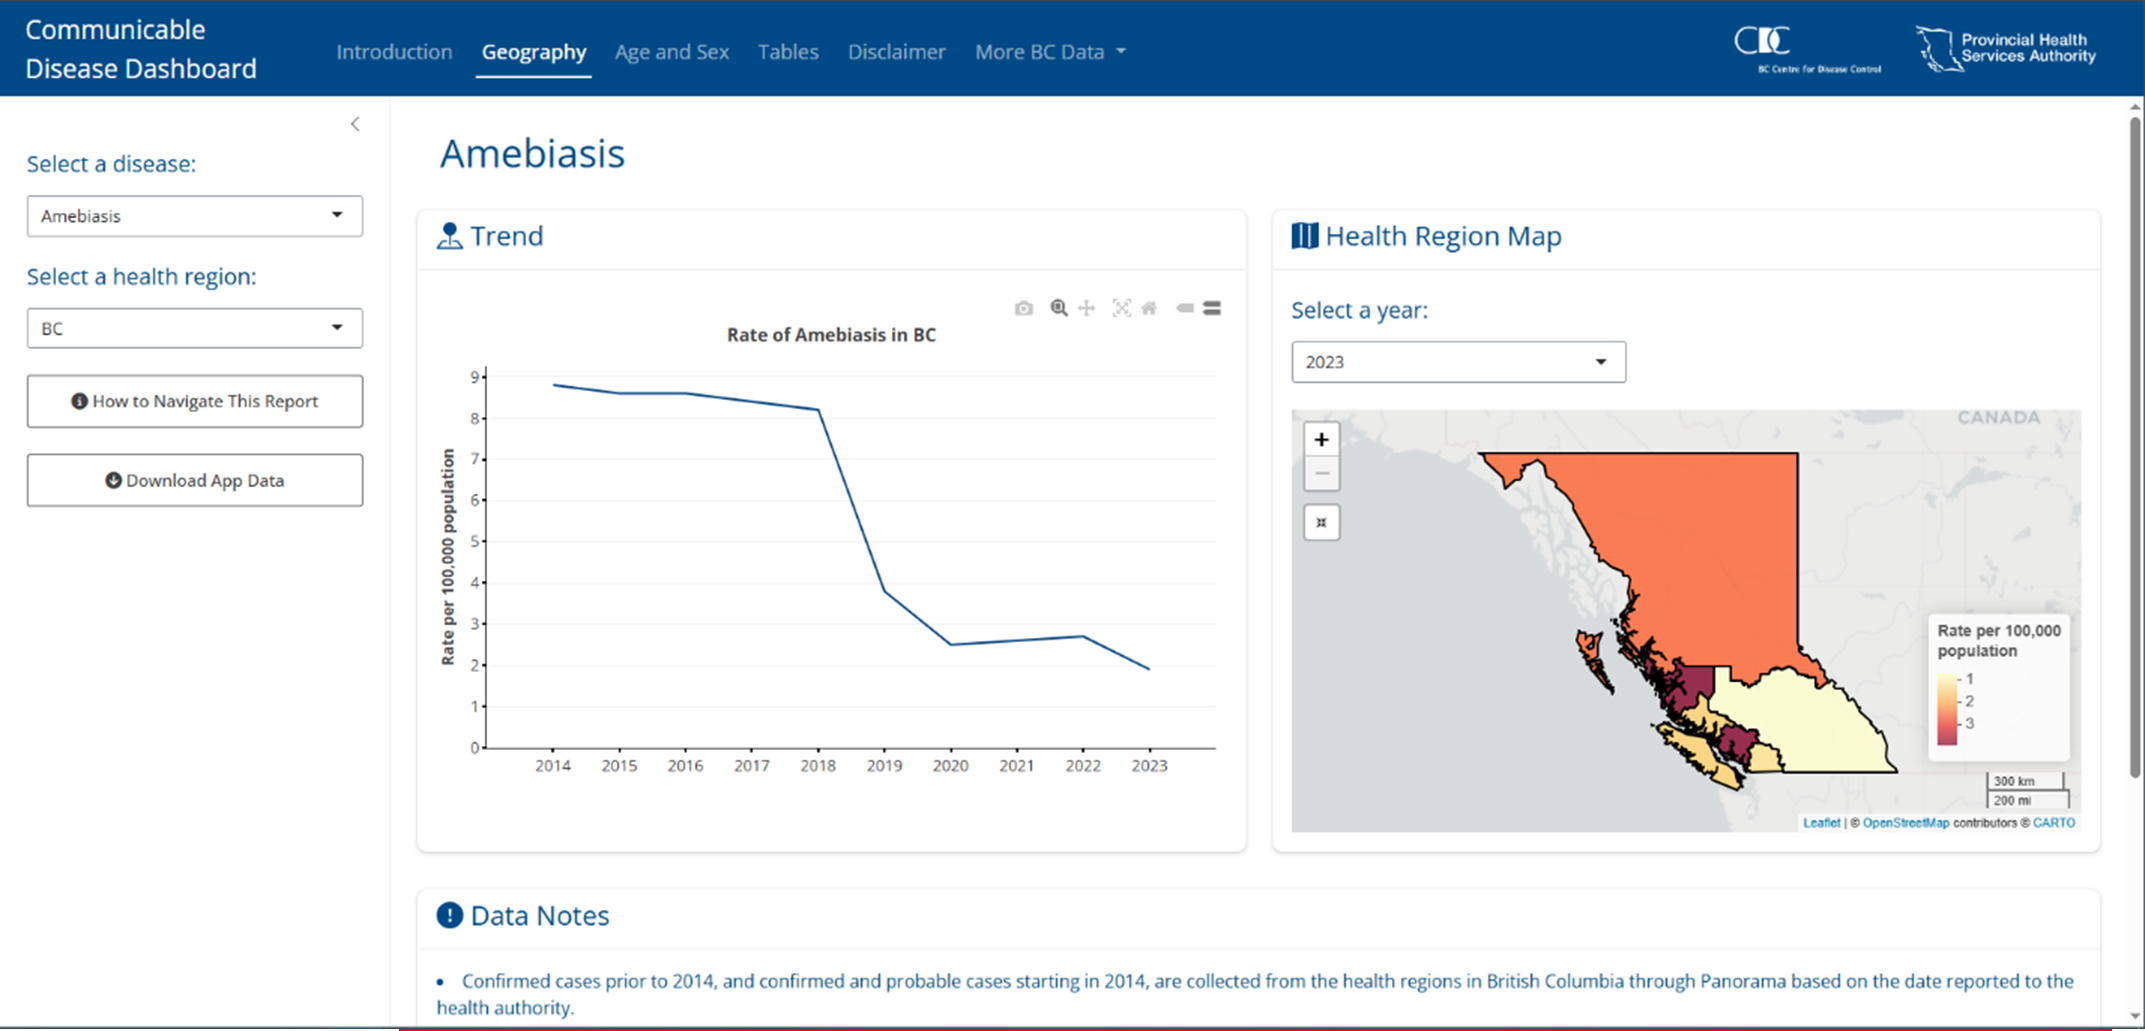 Communicable
Disease Dashboard
Introduction
Geography
Age and Sex
Tables
Disclaimer
More BC Data
CDC
BC Centre for Disease Control
Provincial Health
Services Authority
Select a disease:
Amebiasis
Select a health region:
BC
How to Navigate This Report
Download App Data
Amebiasis
Trend
Rate of Amebiasis in BC
Rate per 100,000 population
9
8
7
6
5
4
3
2
1
0
2014 2015 2016 2017 2018 2019 2020 2021 2022 2023
Health Region Map
Select a year:
2023
+
−
CANADA
Rate per 100,000
population
1
2
3
300 km
200 mi
Leaflet | © OpenStreetMap contributors © CARTO
Data Notes
• Confirmed cases prior to 2014, and confirmed and probable cases starting in 2014, are collected from the health regions in British Columbia through Panorama based on the date reported to the
health authority.